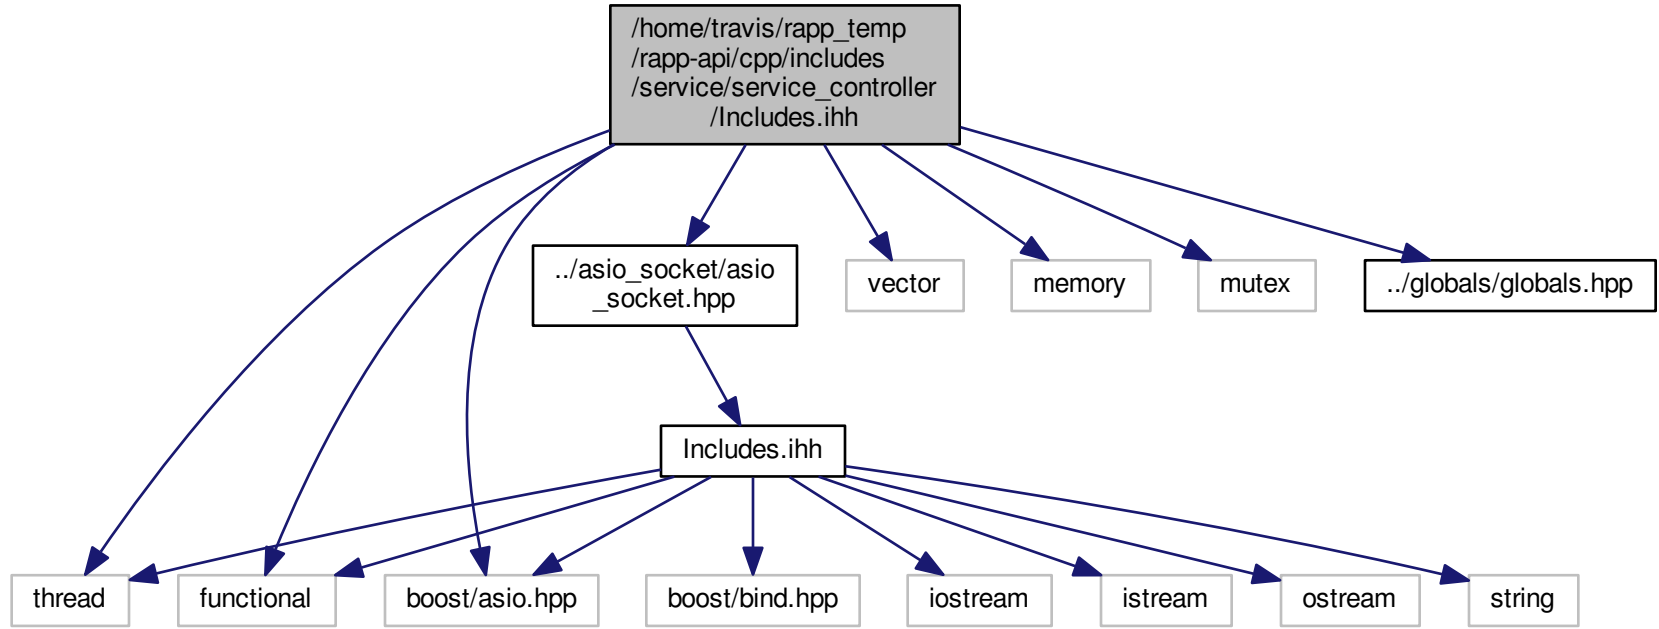 /home/travis/rapp_temp
/rapp-api/cpp/includes
/service/service_controller
/Includes.ihh
../asio_socket/asio
_socket.hpp
vector
memory
mutex
../globals/globals.hpp
Includes.ihh
thread
functional
boost/asio.hpp
boost/bind.hpp
iostream
istream
ostream
string